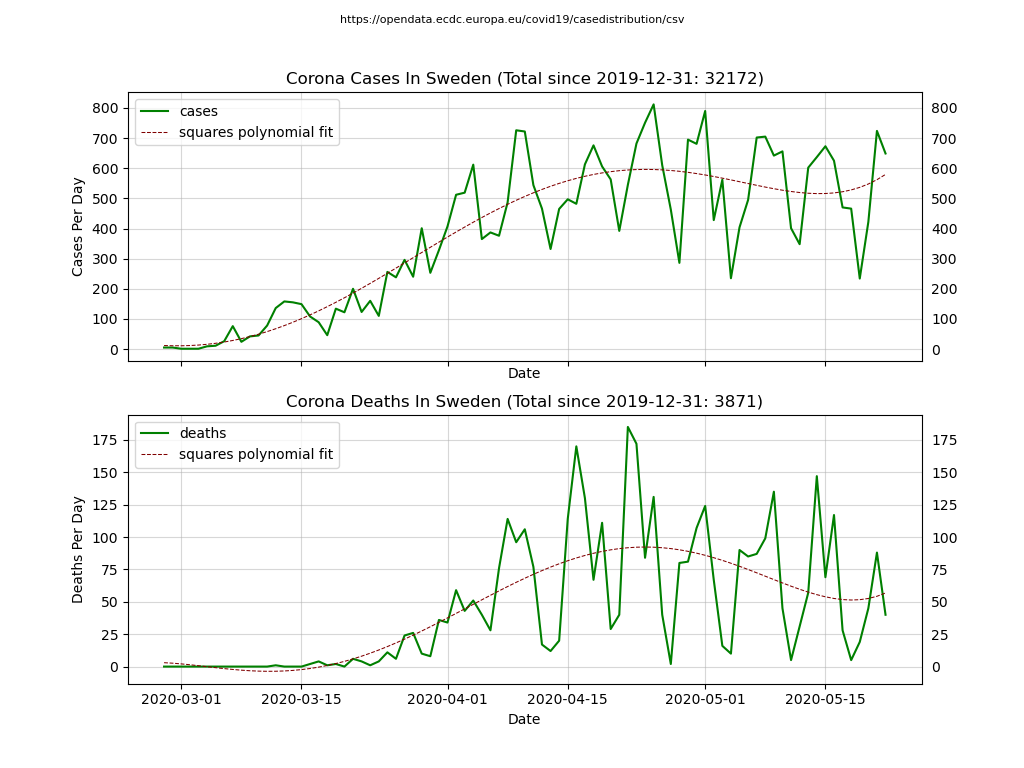 https://opendata.ecdc.europa.eu/covid19/casedistribution/csv
Corona Cases In Sweden (Total since 2019-12-31: 32172)
cases
squares polynomial fit
Cases Per Day
800
700
600
500
400
300
200
100
0
800
700
600
500
400
300
200
100
0
Date
Corona Deaths In Sweden (Total since 2019-12-31: 3871)
deaths
squares polynomial fit
Deaths Per Day
175
150
125
100
75
50
25
0
175
150
125
100
75
50
25
0
2020-03-01 2020-03-15 2020-04-01 2020-04-15 2020-05-01 2020-05-15
Date